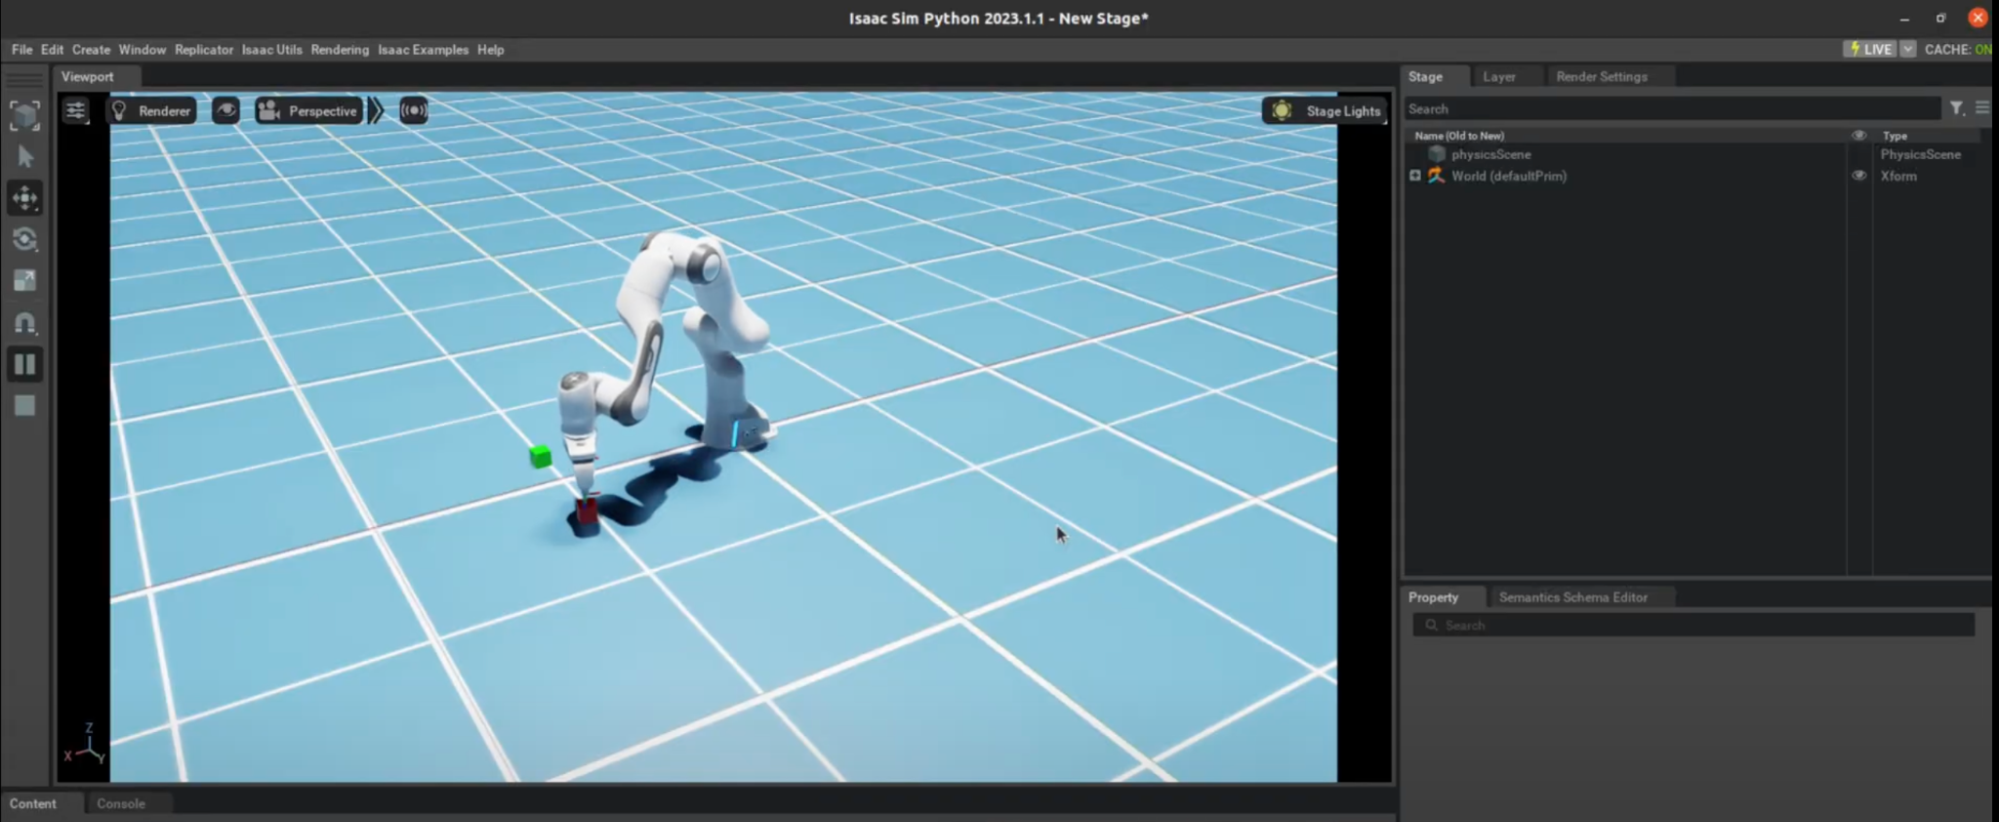 Isaac Sim Python 2023.1.1 - New Stage*
File Edit Create Window Replicator Isaac Utils Rendering Isaac Examples Help
LIVE CACHE: ON
Viewport
Renderer Perspective Stage Lights
Stage Layer Render Settings
Search
Name (Old to New) Type
physicsScene PhysicsScene
World (defaultPrim) Xform
Property Semantics Schema Editor
Search
Z
X Y
Content Console